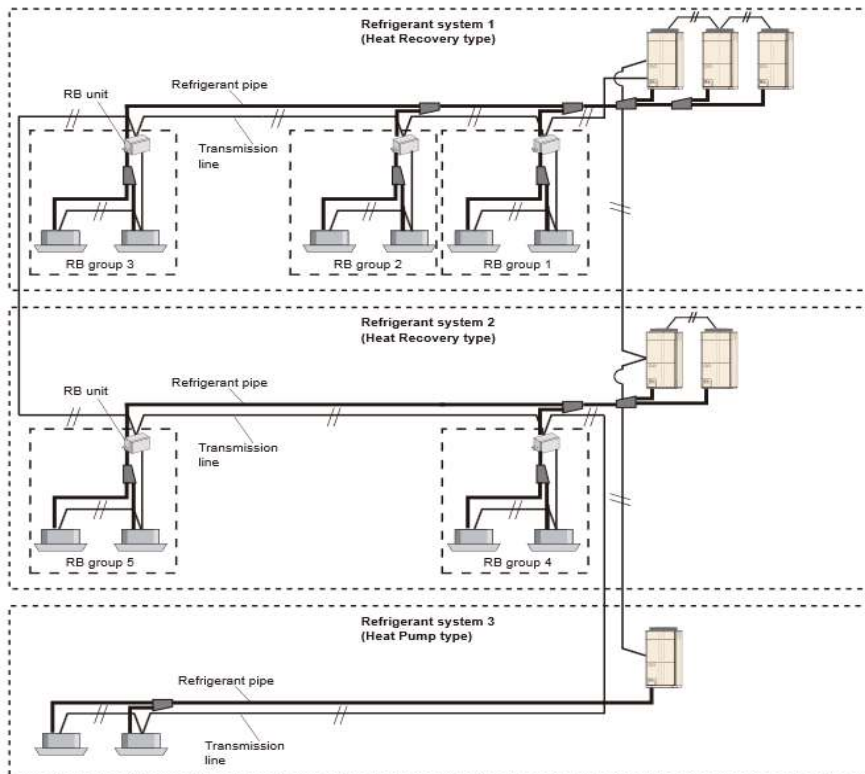 Refrigerant system 1
(Heat Recovery type)
Refrigerant pipe
RB unit
Transmission
line
RB group 3
RB group 2
RB group 1
Refrigerant system 2
(Heat Recovery type)
Refrigerant pipe
RB unit
Transmission
line
RB group 5
RB group 4
Refrigerant system 3
(Heat Pump type)
Refrigerant pipe
Transmission
line